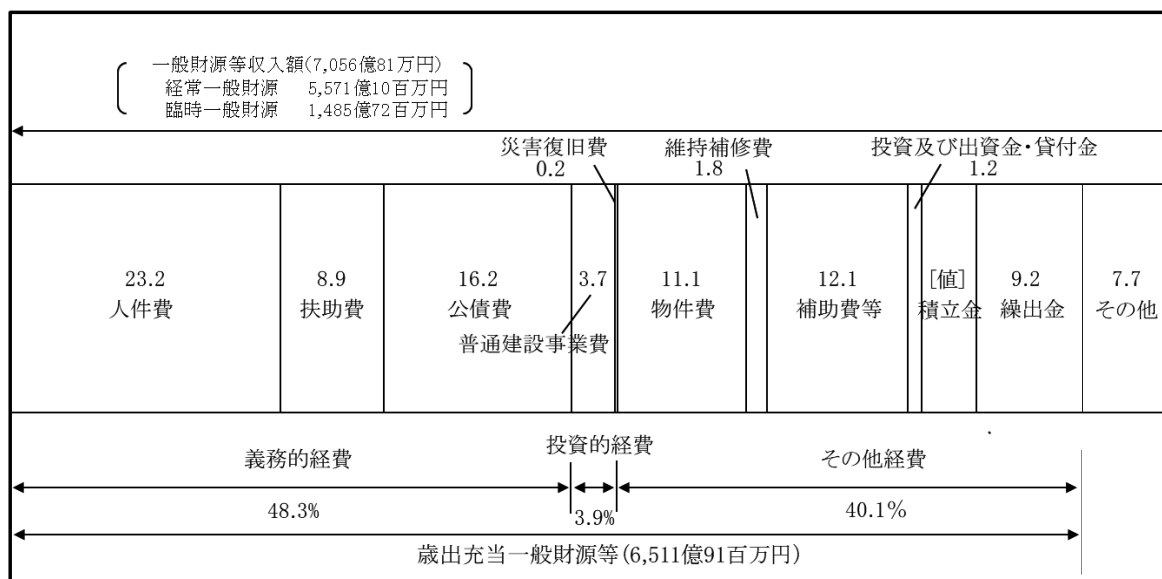 一般財源等収入額(7,056億81万円)
経常一般財源 5,571億10百万円
臨時一般財源 1,485億72百万円
災害復旧費 維持補修費 投資及び出資金・貸付金
0.2 1.8 1.2
23.2 8.9 16.2 3.7 11.1 12.1 [値] 9.2 7.7
人件費 扶助費 公債費 物件費 補助費等 積立金 繰出金 その他
普通建設事業費
義務的経費 投資的経費 その他経費
48.3% 3.9% 40.1%
歳出充当一般財源等(6,511億91百万円)